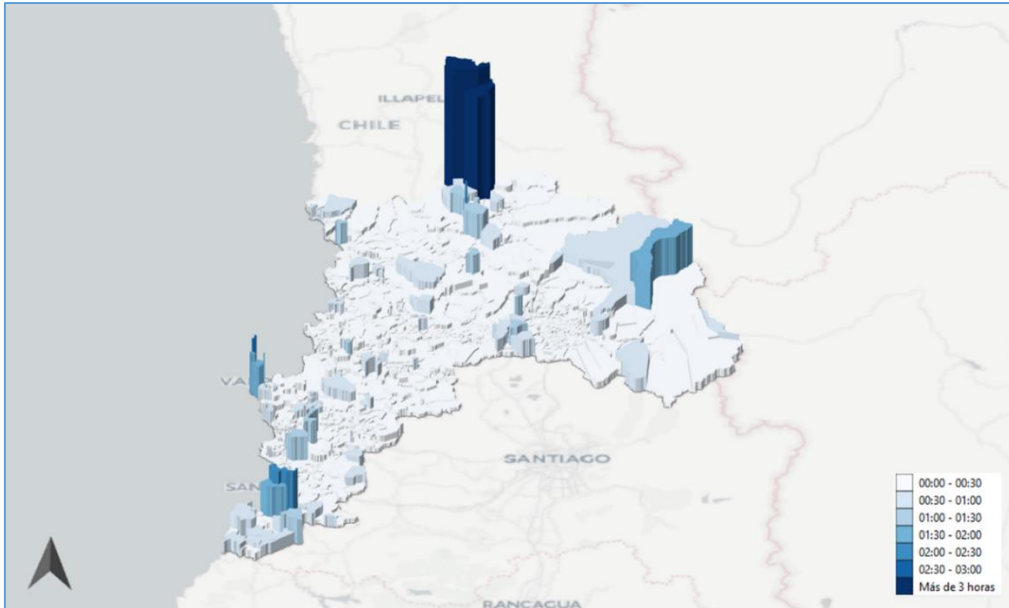 ILLAPEL
CHILE
VA
SANTIAGO
SAN
RANCAGUA
00:00 - 00:30
00:30 - 01:00
01:00 - 01:30
01:30 - 02:00
02:00 - 02:30
02:30 - 03:00
Más de 3 horas